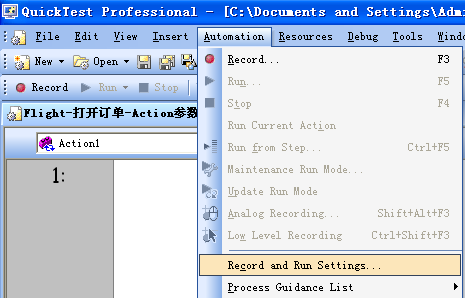 QuickTest Professional - [C:\Documents and Settings\Adm
File Edit View Insert Automation Resources Debug Tools Windo
New Open
Record Run Stop
Flight-打开订单-Action参数
Action1
1:
Record... F3
Run... F5
Stop F4
Run Current Action
Run from Step... Ctrl+F5
Maintenance Run Mode...
Update Run Mode
Analog Recording... Shift+Alt+F3
Low Level Recording Ctrl+Shift+F3
Record and Run Settings...
Process Guidance List